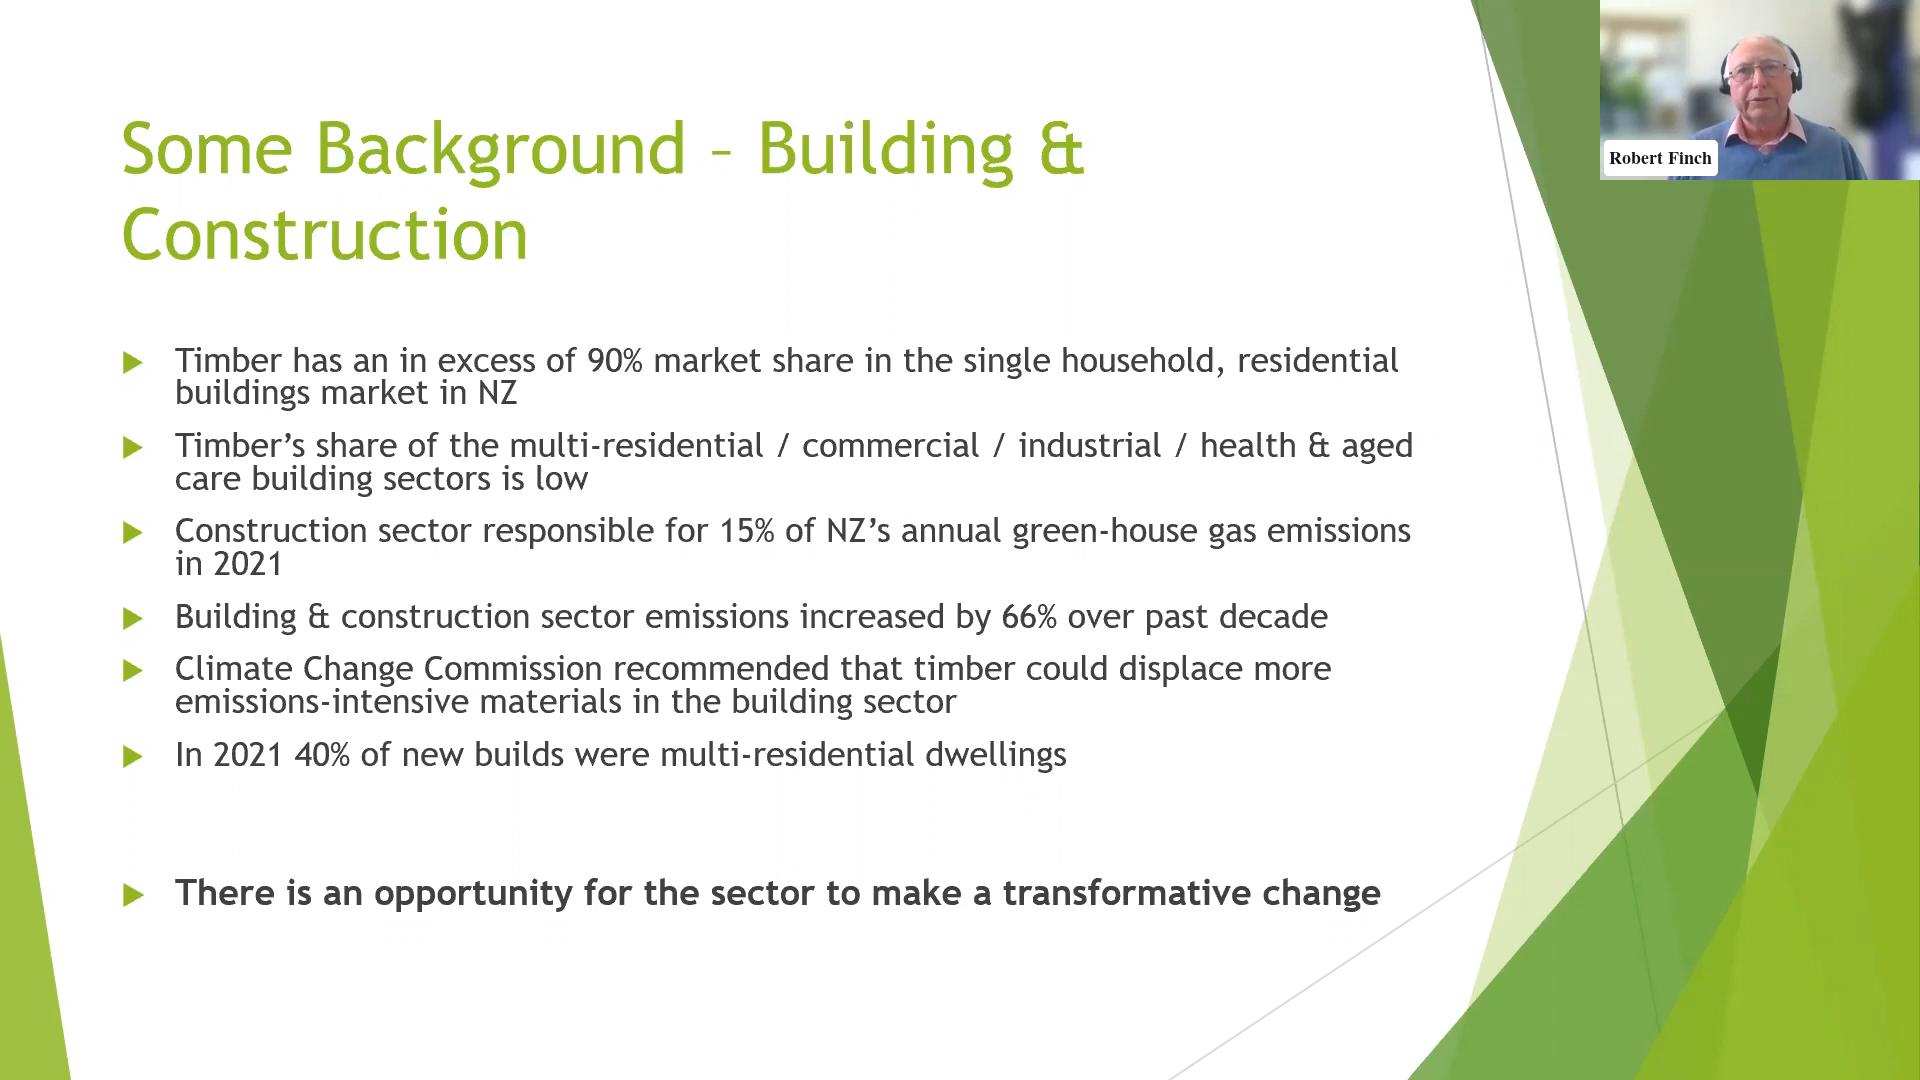 Robert Finch
Some Background – Building &
Construction
Timber has an in excess of 90% market share in the single household, residential
buildings market in NZ
Timber’s share of the multi-residential / commercial / industrial / health & aged
care building sectors is low
Construction sector responsible for 15% of NZ’s annual green-house gas emissions
in 2021
Building & construction sector emissions increased by 66% over past decade
Climate Change Commission recommended that timber could displace more
emissions-intensive materials in the building sector
In 2021 40% of new builds were multi-residential dwellings
There is an opportunity for the sector to make a transformative change